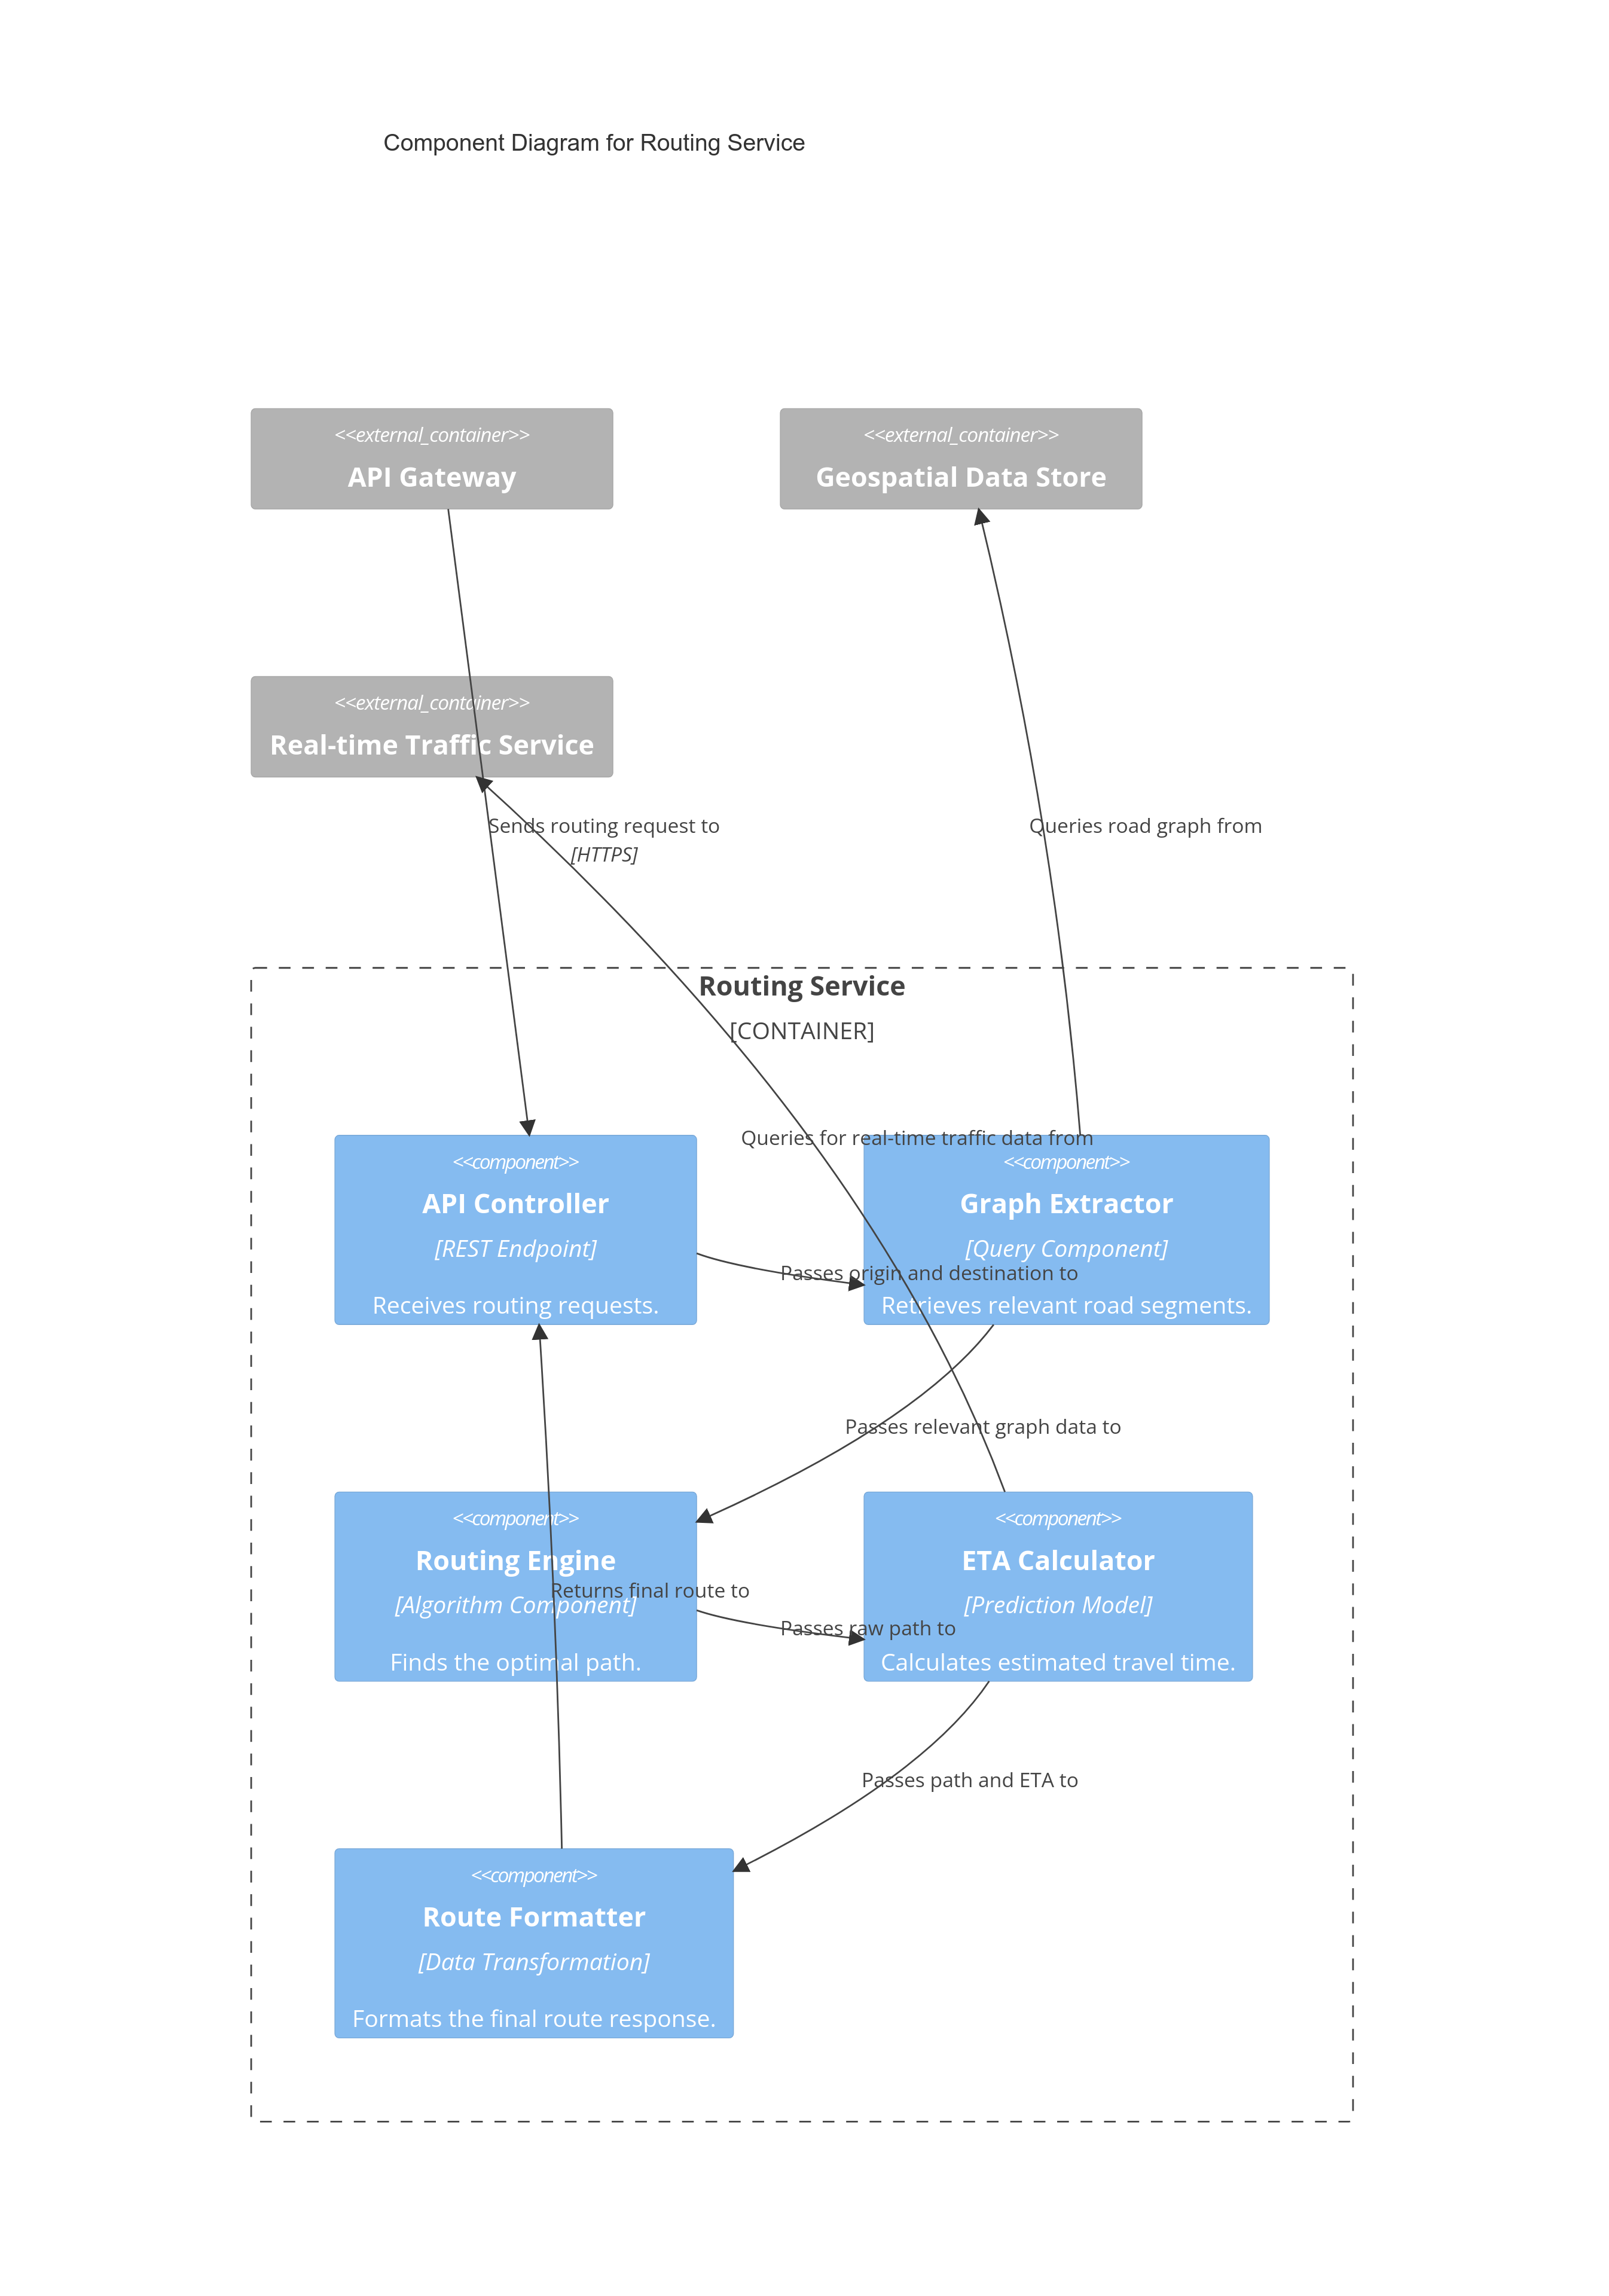 Component Diagram for Routing Service
<<external_container>>
API Gateway
<<external_container>>
Geospatial Data Store
<<external_container>>
Real-time Traffic Service
Sends routing request to
[HTTPS]
Queries road graph from
Routing Service
[CONTAINER]
Queries for real-time traffic data from
<<component>>
API Controller
[REST Endpoint]
Receives routing requests.
<<component>>
Graph Extractor
[Query Component]
Passes origin and destination to
Retrieves relevant road segments.
Passes relevant graph data to
<<component>>
Routing Engine
[Algorithm Component]
Finds the optimal path.
Returns final route to
Passes raw path to
<<component>>
ETA Calculator
[Prediction Model]
Calculates estimated travel time.
Passes path and ETA to
<<component>>
Route Formatter
[Data Transformation]
Formats the final route response.